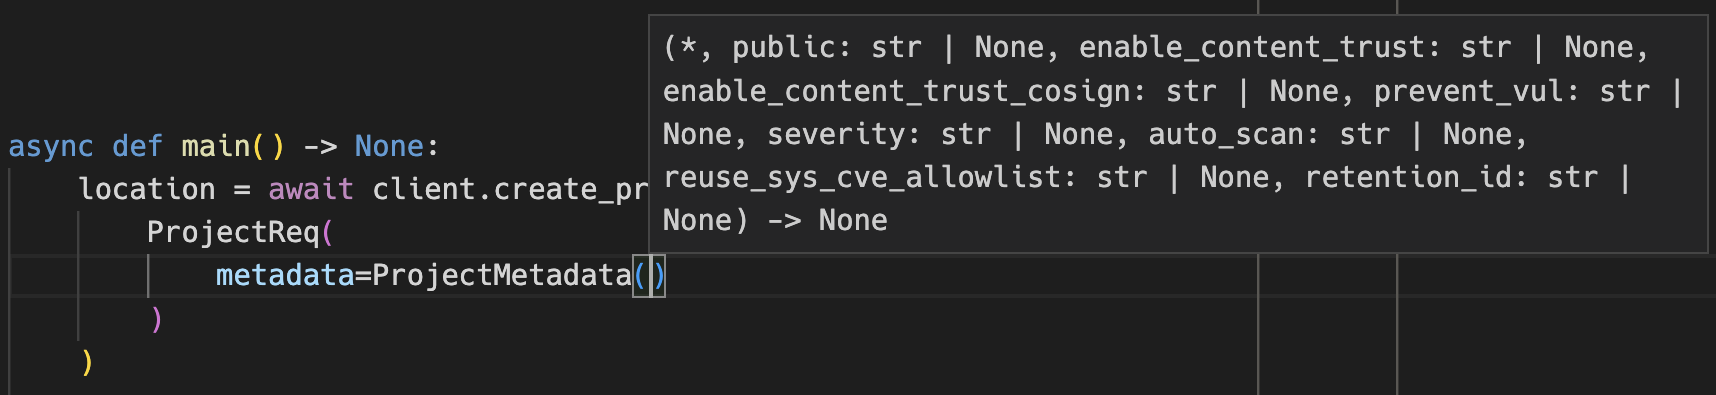 (*, public: str | None, enable_content_trust: str | None,
enable_content_trust_cosign: str | None, prevent_vul: str |
None, severity: str | None, auto_scan: str | None,
reuse_sys_cve_allowlist: str | None, retention_id: str |
None) -> None
async def main() -> None:
location = await client.create_pr
ProjectReq(
metadata=ProjectMetadata()
)
)